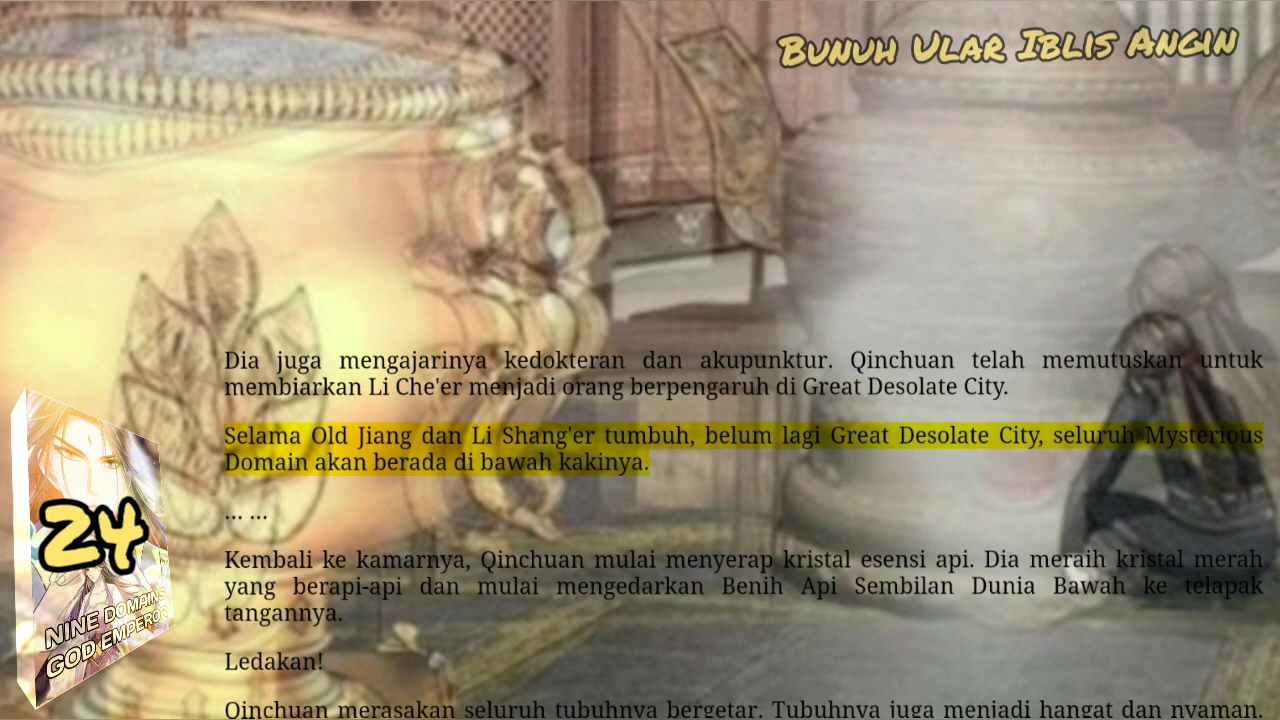 Bunuh Ular Iblis Angin
Dia juga mengajarinya kedokteran dan akupunktur. Qinchuan telah memutuskan untuk
membiarkan Li Che'er menjadi orang berpengaruh di Great Desolate City.
Selama Old Jiang dan Li Shang'er tumbuh, belum lagi Great Desolate City, seluruh Mysterious
Domain akan berada di bawah kakinya.
... ...
Kembali ke kamarnya, Qinchuan mulai menyerap kristal esensi api. Dia meraih kristal merah
yang berapi-api dan mulai mengedarkan Benih Api Sembilan Dunia Bawah ke telapak
tangannya.
Ledakan!
Qinchuan merasakan seluruh tubuhnya bergetar. Tubuhnya juga menjadi hangat dan nyaman.
24
NINE DOMAINS
GOD EMPEROR